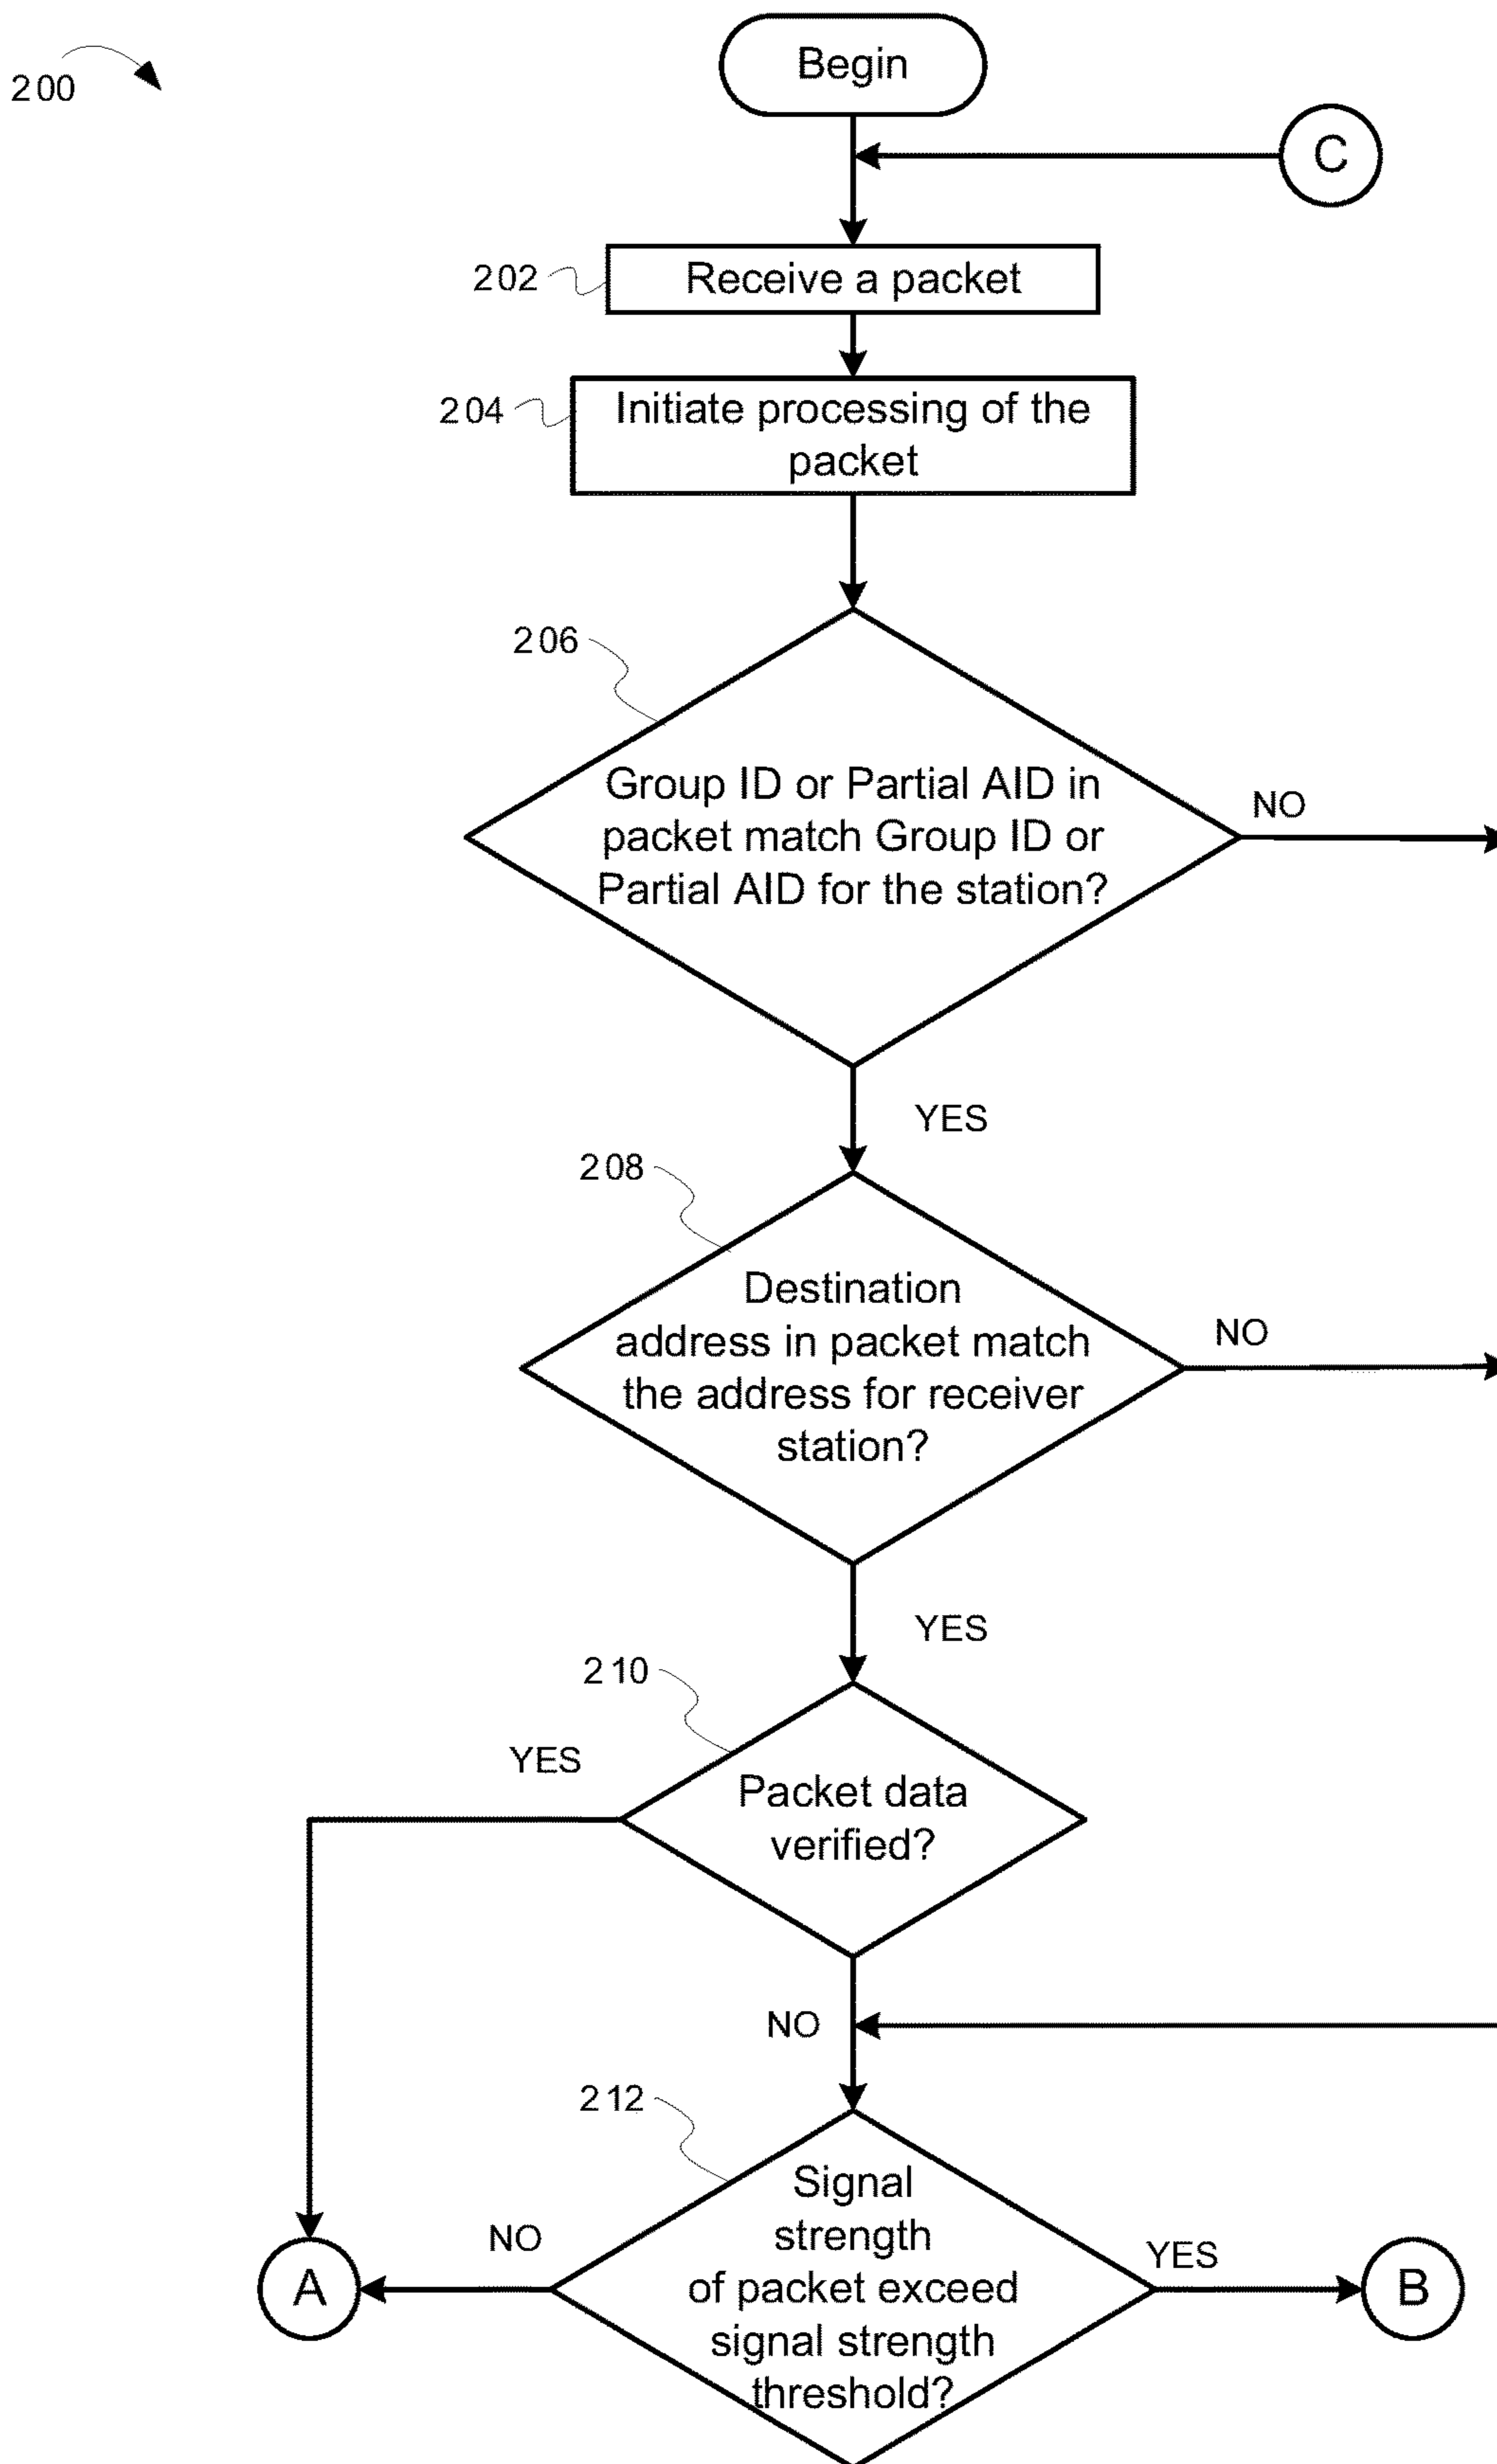 Begin
200
C
202
Receive a packet
204
Initiate processing of the
packet
206
Group ID or Partial AID in
packet match Group ID or
Partial AID for the station?
NO
YES
208
Destination
address in packet match
the address for receiver
station?
NO
YES
210
YES
Packet data
verified?
NO
212
Signal
strength
of packet exceed
signal strength
threshold?
NO
YES
A
B